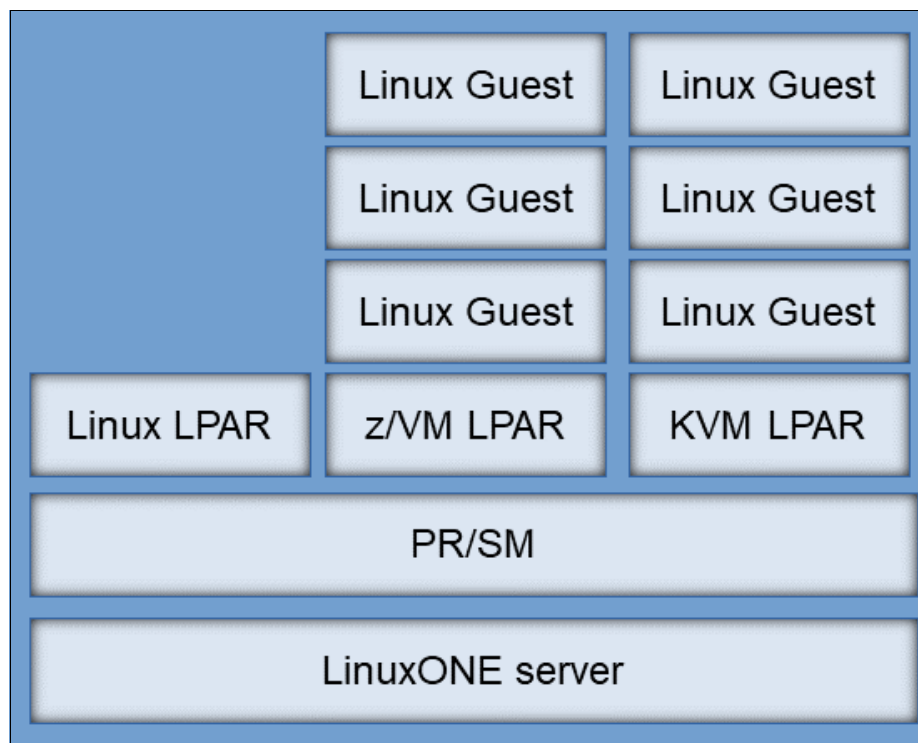 Linux Guest
Linux Guest
Linux Guest
Linux Guest
Linux Guest
Linux Guest
Linux LPAR
z/VM LPAR
KVM LPAR
PR/SM
LinuxONE server